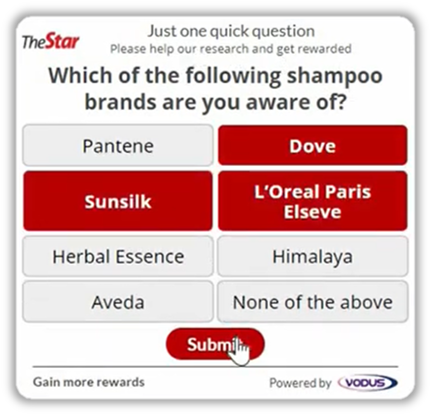 TheStar
Just one quick question
Please help our research and get rewarded
Which of the following shampoo
brands are you aware of?
Pantene
Dove
Sunsilk
L'Oreal Paris
Elseve
Herbal Essence
Himalaya
Aveda
None of the above
Submit
Gain more rewards
Powered by VODUS